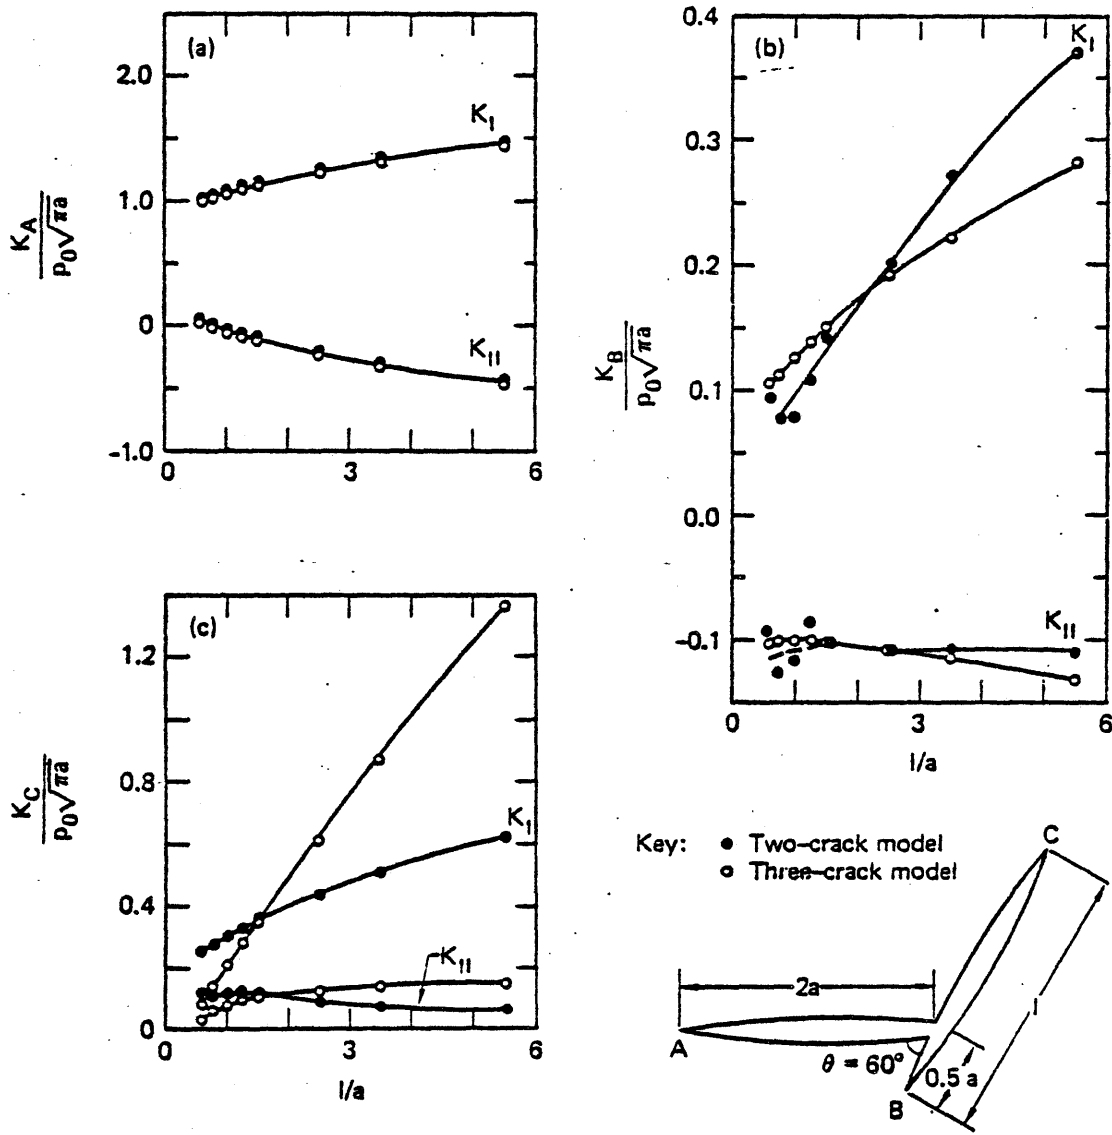 (a)
2.0
1.0
0
-1.0
K_A / p₀√πa
K_I
K_II
0
3
6
(b)
0.4
0.3
0.2
0.1
0.0
-0.1
K_B / p₀√πa
K_I
K_II
0
3
6
l/a
(c)
1.2
0.8
0.4
0
K_C / p₀√πa
K_I
K_II
0
3
6
l/a
Key: ● Two-crack model
○ Three-crack model
C
2a
l
A
θ = 60°
0.5 a
B